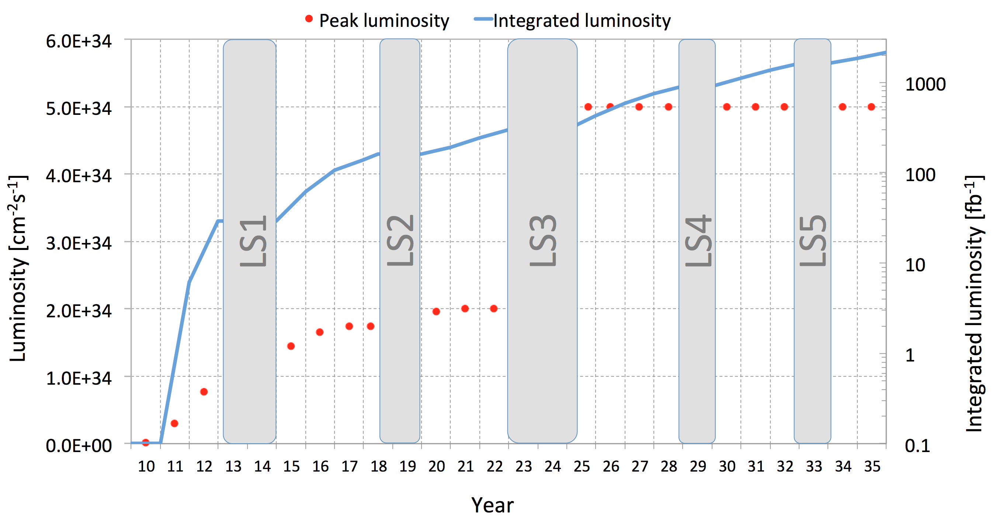 Peak luminosity Integrated luminosity
6.0E+34
5.0E+34
4.0E+34
3.0E+34
2.0E+34
1.0E+34
0.0E+00
Luminosity [cm-2s-1]
LS1
LS2
LS3
LS4
LS5
1000
100
10
1
0.1
Integrated luminosity [fb-1]
10 11 12 13 14 15 16 17 18 19 20 21 22 23 24 25 26 27 28 29 30 31 32 33 34 35
Year